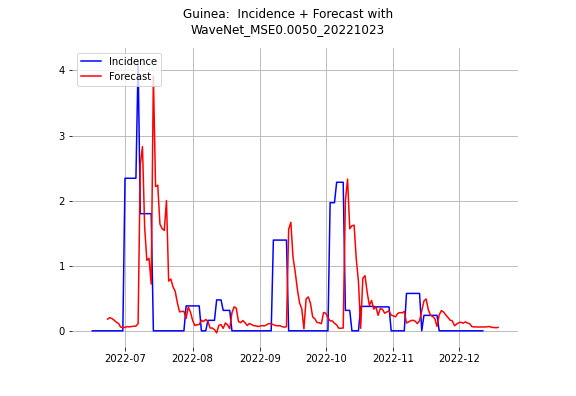 Guinea:  Incidence + Forecast with
WaveNet_MSE0.0050_20221023
Incidence
Forecast
4
3
2
1
0
2022-07
2022-08
2022-09
2022-10
2022-11
2022-12